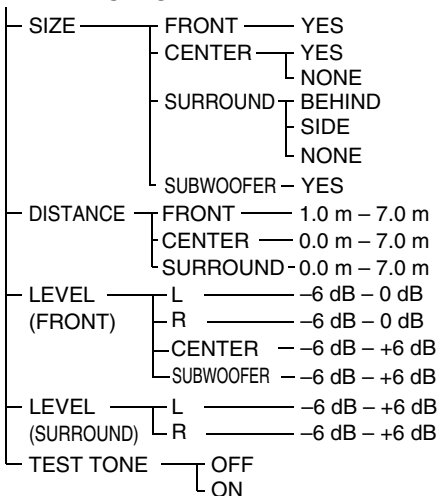 SIZE FRONT YES
CENTER YES
NONE
SURROUND BEHIND
SIDE
NONE
SUBWOOFER YES
DISTANCE FRONT 1.0 m – 7.0 m
CENTER 0.0 m – 7.0 m
SURROUND 0.0 m – 7.0 m
LEVEL L –6 dB – 0 dB
(FRONT) R –6 dB – 0 dB
CENTER –6 dB – +6 dB
SUBWOOFER –6 dB – +6 dB
LEVEL L –6 dB – +6 dB
(SURROUND) R –6 dB – +6 dB
TEST TONE OFF
ON